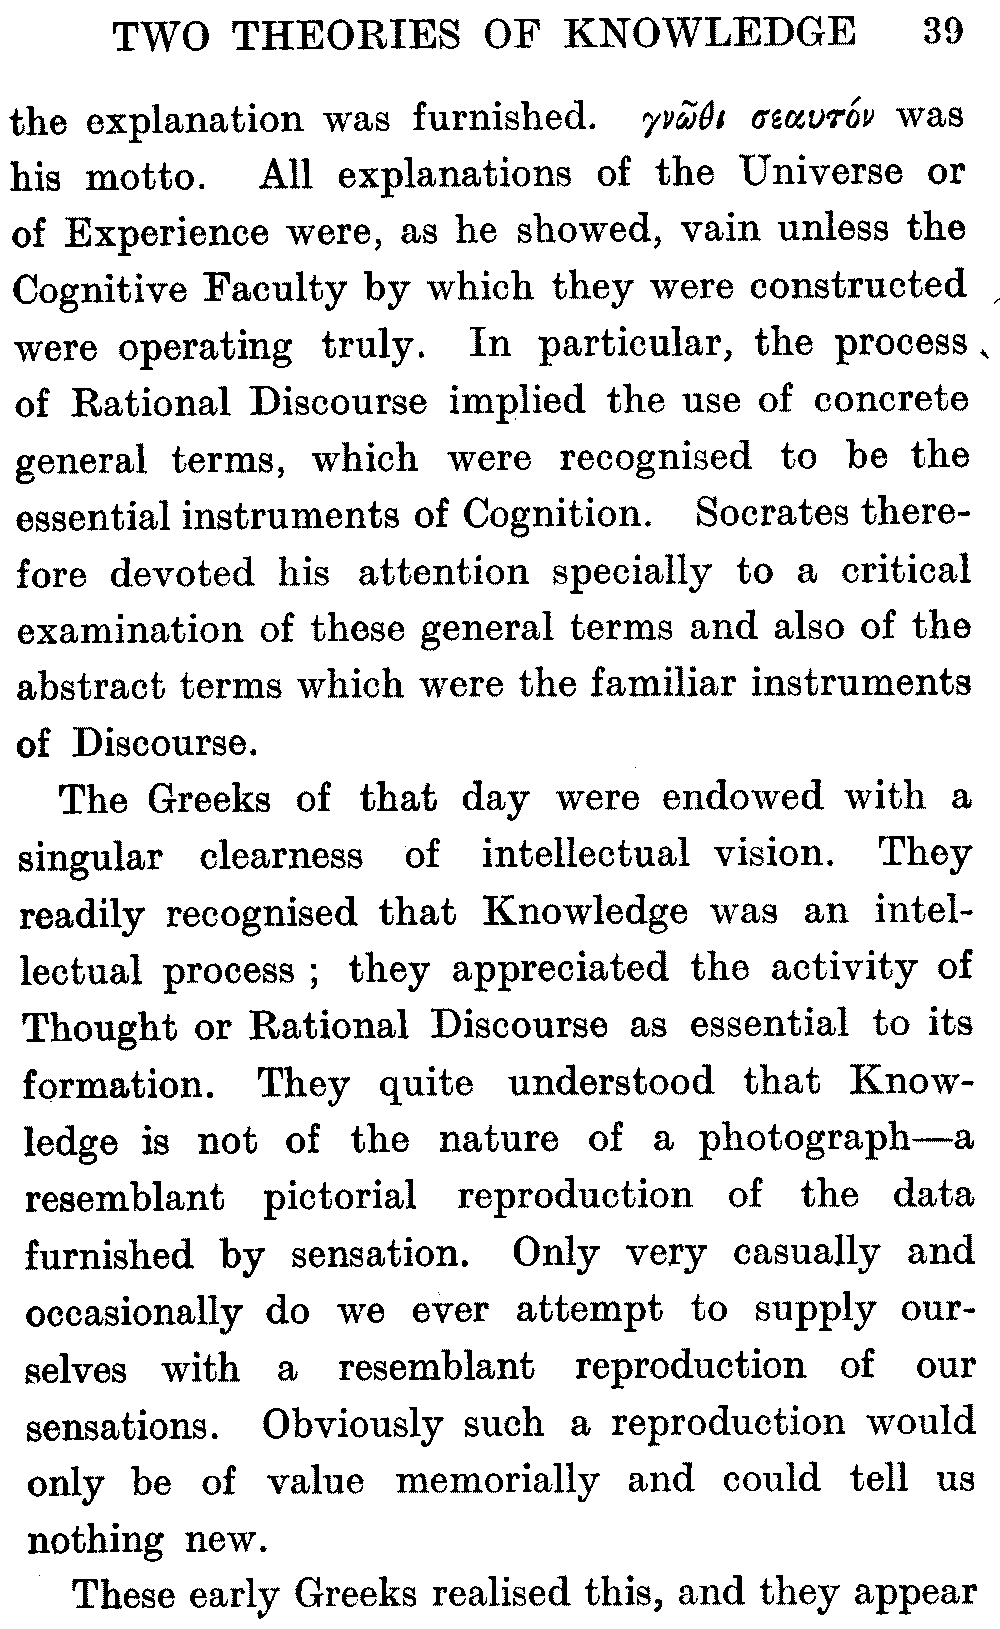 TWO THEORIES OF KNOWLEDGE 39
the explanation was furnished. γνῶθι σεαυτόν was
his motto. All explanations of the Universe or
of Experience were, as he showed, vain unless the
Cognitive Faculty by which they were constructed
were operating truly. In particular, the process
of Rational Discourse implied the use of concrete
general terms, which were recognised to be the
essential instruments of Cognition. Socrates there-
fore devoted his attention specially to a critical
examination of these general terms and also of the
abstract terms which were the familiar instruments
of Discourse.
The Greeks of that day were endowed with a
singular clearness of intellectual vision. They
readily recognised that Knowledge was an intel-
lectual process ; they appreciated the activity of
Thought or Rational Discourse as essential to its
formation. They quite understood that Know-
ledge is not of the nature of a photograph—a
resemblant pictorial reproduction of the data
furnished by sensation. Only very casually and
occasionally do we ever attempt to supply our-
selves with a resemblant reproduction of our
sensations. Obviously such a reproduction would
only be of value memorially and could tell us
nothing new.
These early Greeks realised this, and they appear